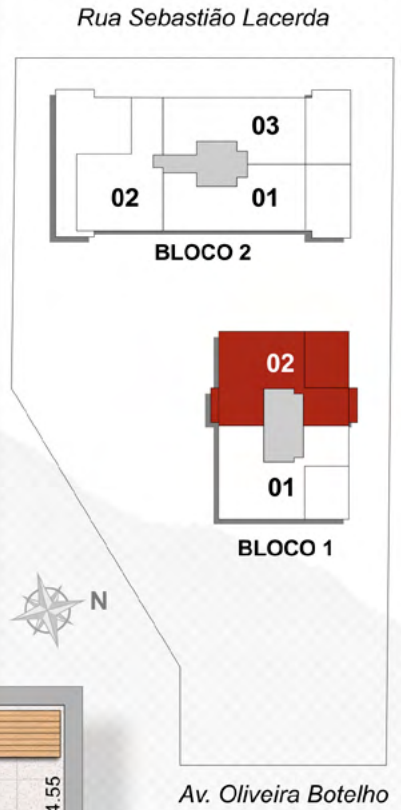 Rua Sebastião Lacerda
03
02
01
BLOCO 2
02
01
BLOCO 1
N
4.55
Av. Oliveira Botelho